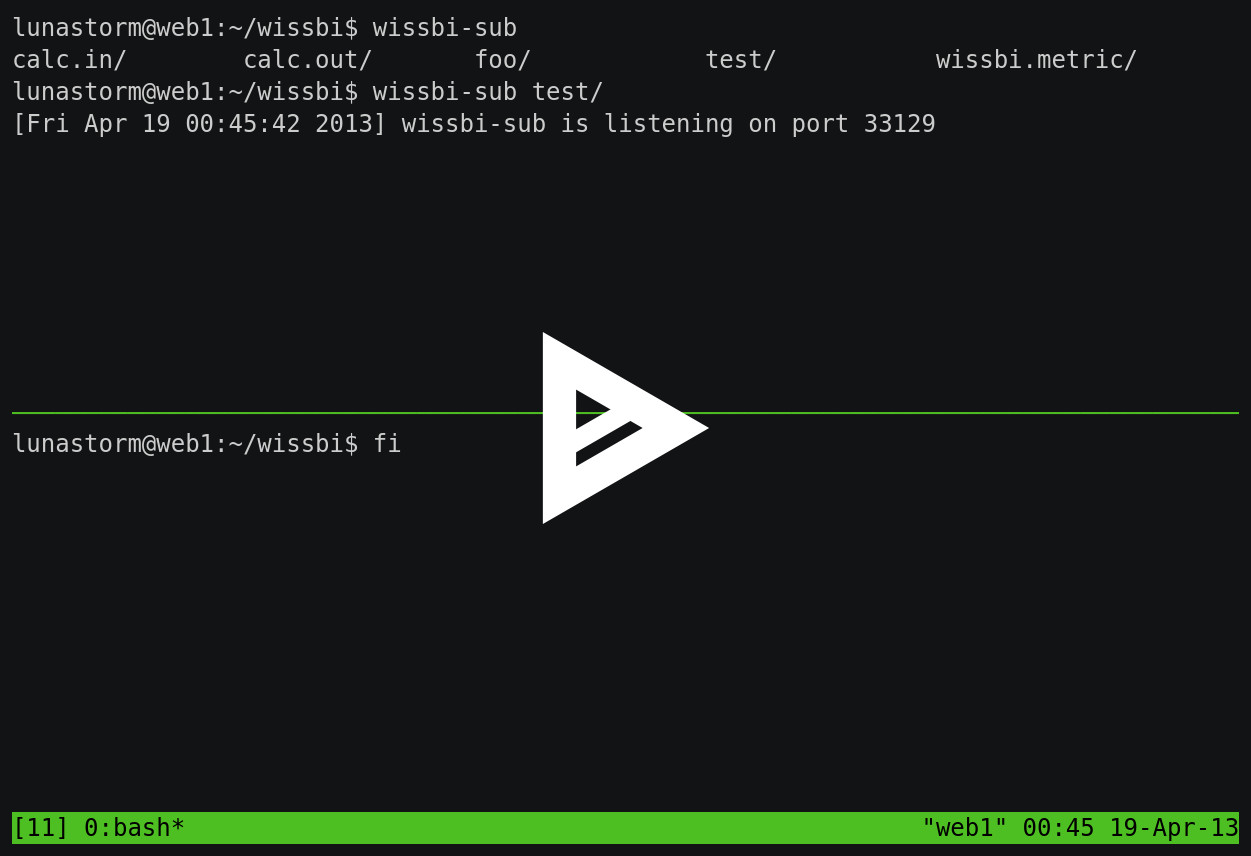 lunastorm@web1:~/wissbi$ wissbi-sub
calc.in/        calc.out/       foo/            test/           wissbi.metric/
lunastorm@web1:~/wissbi$ wissbi-sub test/
[Fri Apr 19 00:45:42 2013] wissbi-sub is listening on port 33129
lunastorm@web1:~/wissbi$ fi
[11] 0:bash*                                                   "web1" 00:45 19-Apr-13